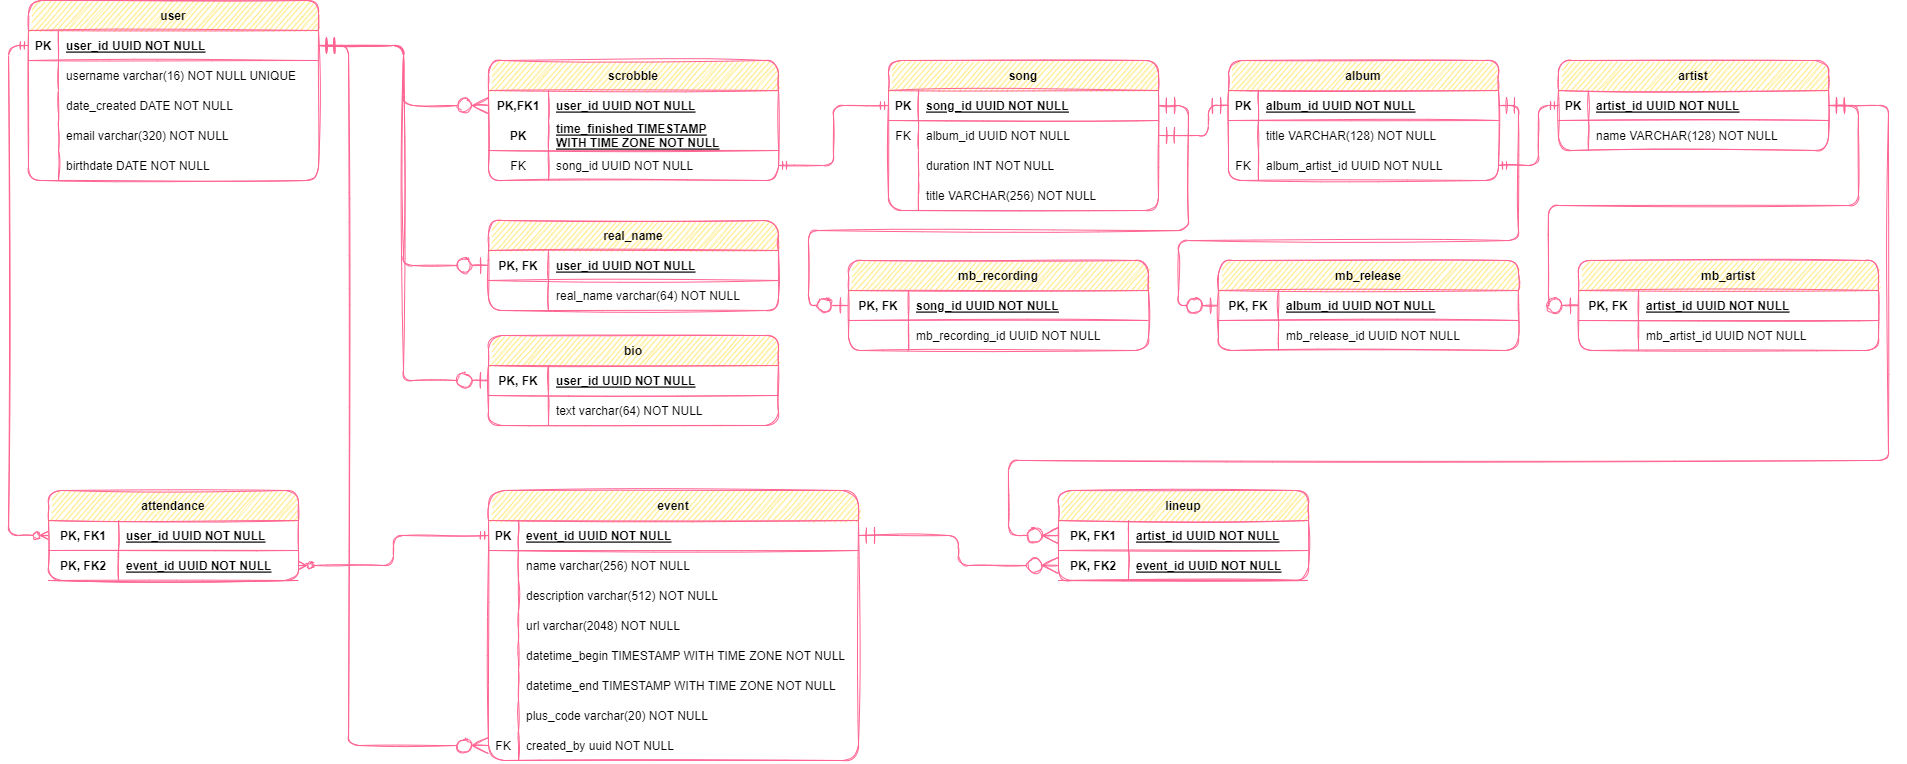 user
PK user_id UUID NOT NULL
username varchar(16) NOT NULL UNIQUE
date_created DATE NOT NULL
email varchar(320) NOT NULL
birthdate DATE NOT NULL
scrobble
PK,FK1 user_id UUID NOT NULL
PK time_finished TIMESTAMP
WITH TIME ZONE NOT NULL
FK song_id UUID NOT NULL
song
PK song_id UUID NOT NULL
FK album_id UUID NOT NULL
duration INT NOT NULL
title VARCHAR(256) NOT NULL
album
PK album_id UUID NOT NULL
title VARCHAR(128) NOT NULL
FK album_artist_id UUID NOT NULL
artist
PK artist_id UUID NOT NULL
name VARCHAR(128) NOT NULL
real_name
PK, FK user_id UUID NOT NULL
real_name varchar(64) NOT NULL
mb_recording
PK, FK song_id UUID NOT NULL
mb_recording_id UUID NOT NULL
mb_release
PK, FK album_id UUID NOT NULL
mb_release_id UUID NOT NULL
mb_artist
PK, FK artist_id UUID NOT NULL
mb_artist_id UUID NOT NULL
bio
PK, FK user_id UUID NOT NULL
text varchar(64) NOT NULL
attendance
PK, FK1 user_id UUID NOT NULL
PK, FK2 event_id UUID NOT NULL
event
PK event_id UUID NOT NULL
name varchar(256) NOT NULL
description varchar(512) NOT NULL
url varchar(2048) NOT NULL
datetime_begin TIMESTAMP WITH TIME ZONE NOT NULL
datetime_end TIMESTAMP WITH TIME ZONE NOT NULL
plus_code varchar(20) NOT NULL
FK created_by uuid NOT NULL
lineup
PK, FK1 artist_id UUID NOT NULL
PK, FK2 event_id UUID NOT NULL